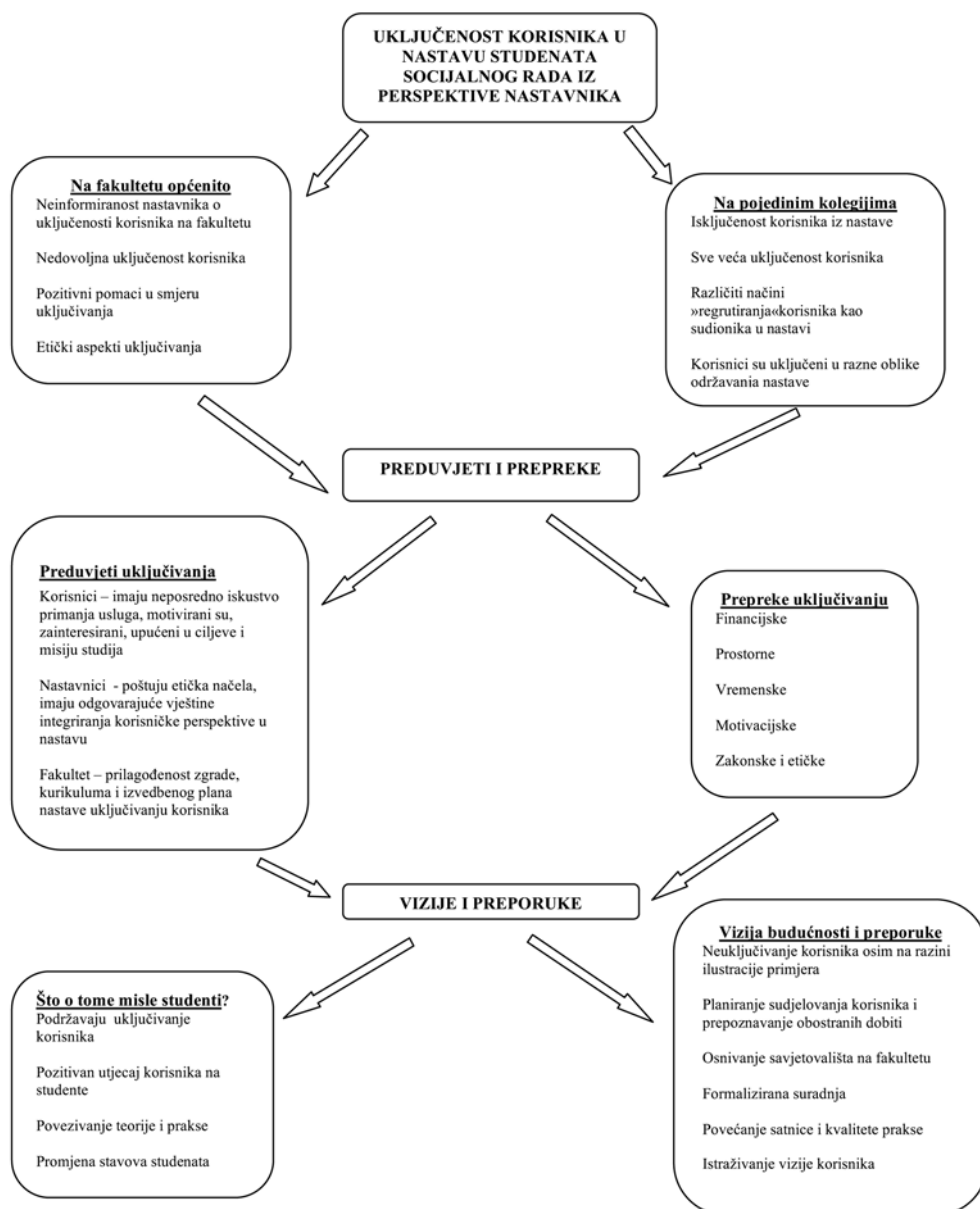 UKLJUČENOST KORISNIKA U
NASTAVU STUDENATA
SOCIJALNOG RADA IZ
PERSPEKTIVE NASTAVNIKA
Na fakultetu općenito
Neinformiranost nastavnika o
uključenosti korisnika na fakultetu
Nedovoljna uključenost korisnika
Pozitivni pomaci u smjeru
uključivanja
Etički aspekti uključivanja
Na pojedinim kolegijima
Isključenost korisnika iz nastave
Sve veća uključenost korisnika
Različiti načini
»regrutiranja«korisnika kao
sudionika u nastavi
Korisnici su uključeni u razne oblike
održavanja nastave
PREDUVJETI I PREPREKE
Preduvjeti uključivanja
Korisnici – imaju neposredno iskustvo
primanja usluga, motivirani su,
zainteresirani, upućeni u ciljeve i
misiju studija
Nastavnici - poštuju etička načela,
imaju odgovarajuće vještine
integriranja korisničke perspektive u
nastavu
Fakultet – prilagođenost zgrade,
kurikuluma i izvedbenog plana
nastave uključivanju korisnika
Prepreke uključivanju
Financijske
Prostorne
Vremenske
Motivacijske
Zakonske i etičke
VIZIJE I PREPORUKE
Što o tome misle studenti?
Podržavaju uključivanje
korisnika
Pozitivan utjecaj korisnika na
studente
Povezivanje teorije i prakse
Promjena stavova studenata
Vizija budućnosti i preporuke
Neuključivanje korisnika osim na razini
ilustracije primjera
Planiranje sudjelovanja korisnika i
prepoznavanje obostranih dobiti
Osnivanje savjetovališta na fakultetu
Formalizirana suradnja
Povećanje satnice i kvalitete prakse
Istraživanje vizije korisnika